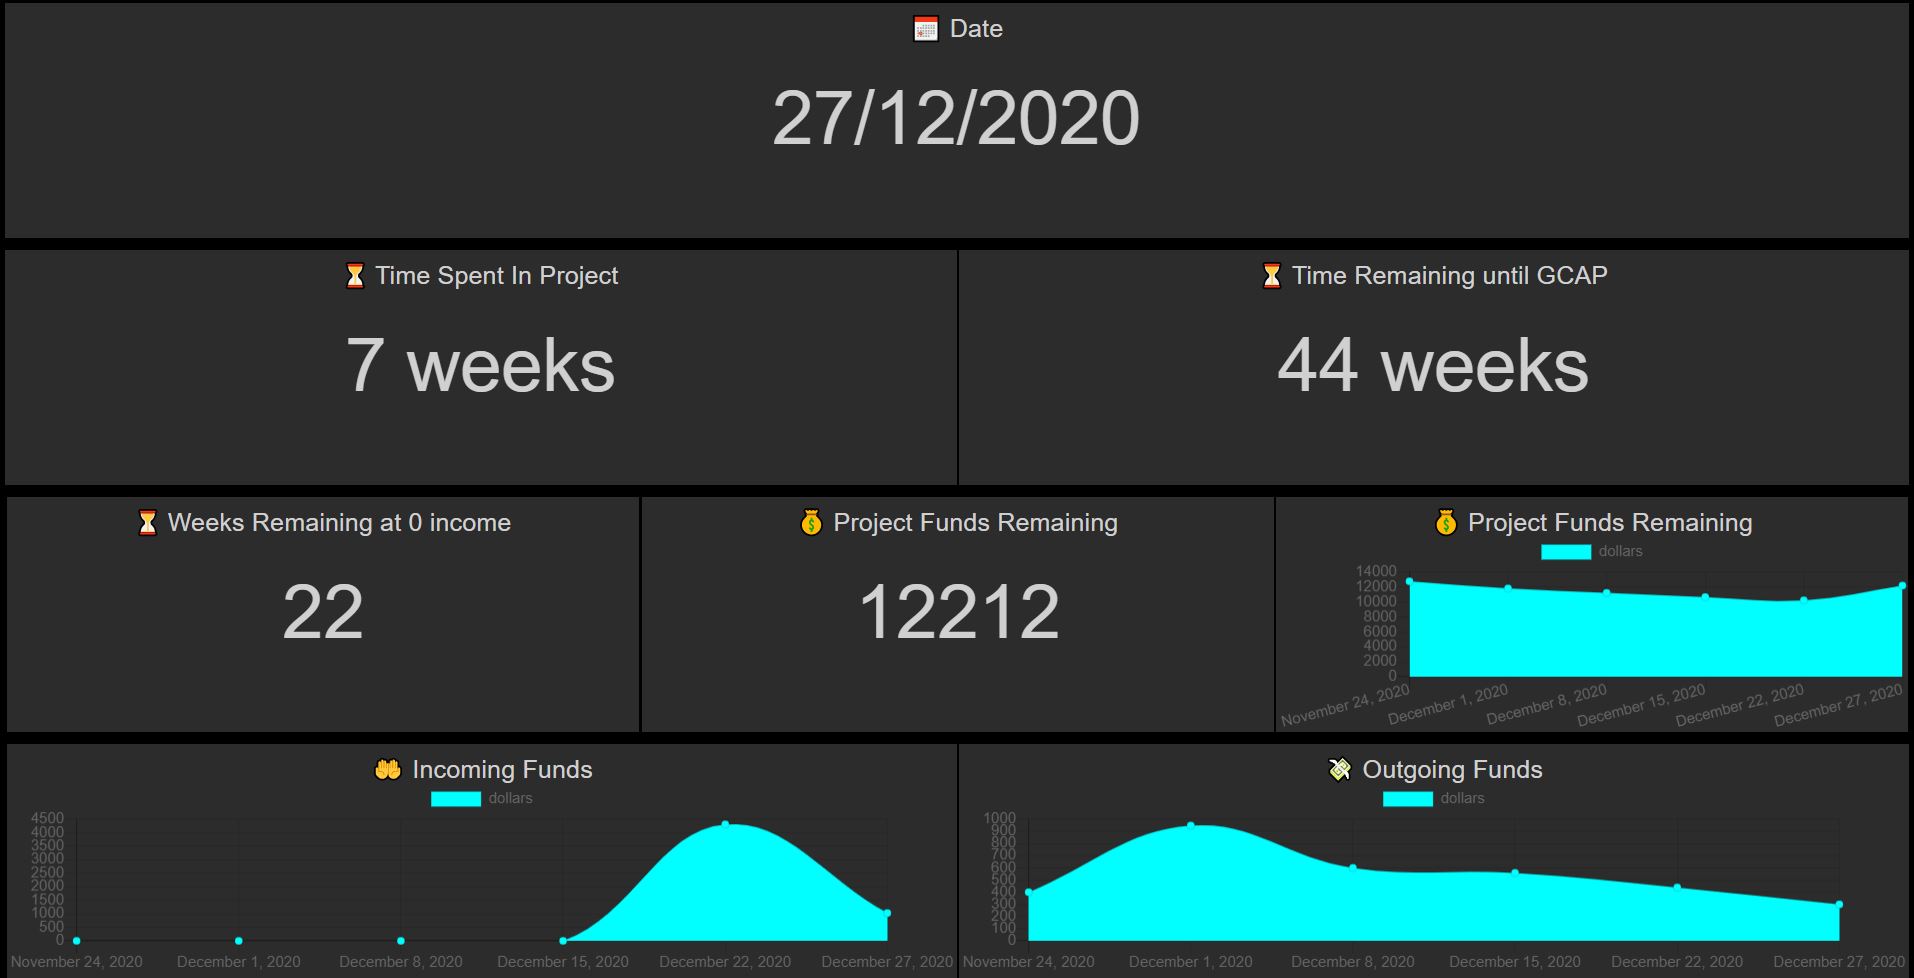 Date
27/12/2020
Time Spent In Project
7 weeks
Time Remaining until GCAP
44 weeks
Weeks Remaining at 0 income
22
Project Funds Remaining
12212
Project Funds Remaining
dollars
14000
12000
10000
8000
6000
4000
2000
0
November 24, 2020
December 1, 2020
December 8, 2020
December 15, 2020
December 22, 2020
December 27, 2020
Incoming Funds
dollars
4500
4000
3500
3000
2500
2000
1500
1000
500
0
November 24, 2020
December 1, 2020
December 8, 2020
December 15, 2020
December 22, 2020
December 27, 2020
Outgoing Funds
dollars
1000
900
800
700
600
500
400
300
200
100
0
November 24, 2020
December 1, 2020
December 8, 2020
December 15, 2020
December 22, 2020
December 27, 2020